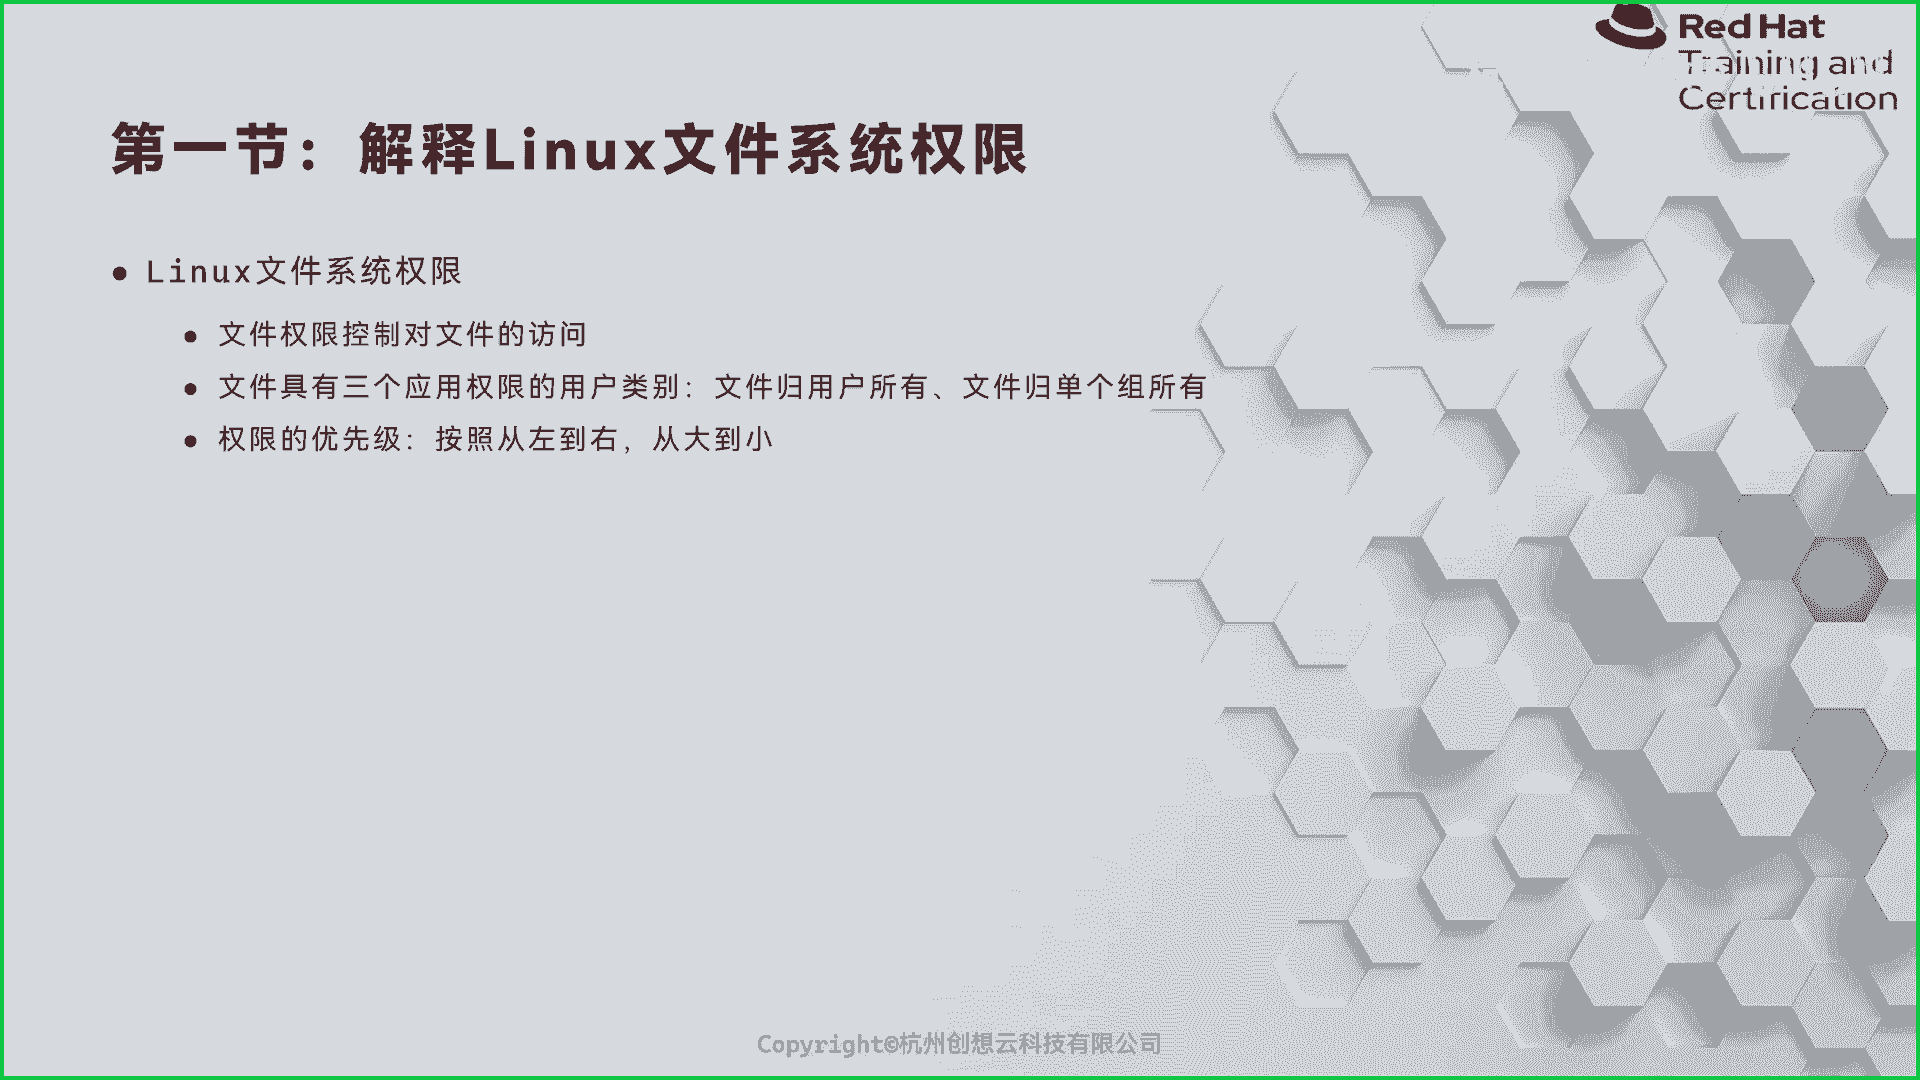 Red Hat
Training and
Certification
第一节：解释Linux文件系统权限
● Linux文件系统权限
● 文件权限控制对文件的访问
● 文件具有三个应用权限的用户类别：文件归用户所有、文件归单个组所有
● 权限的优先级：按照从左到右，从大到小
Copyright©杭州创想云科技有限公司